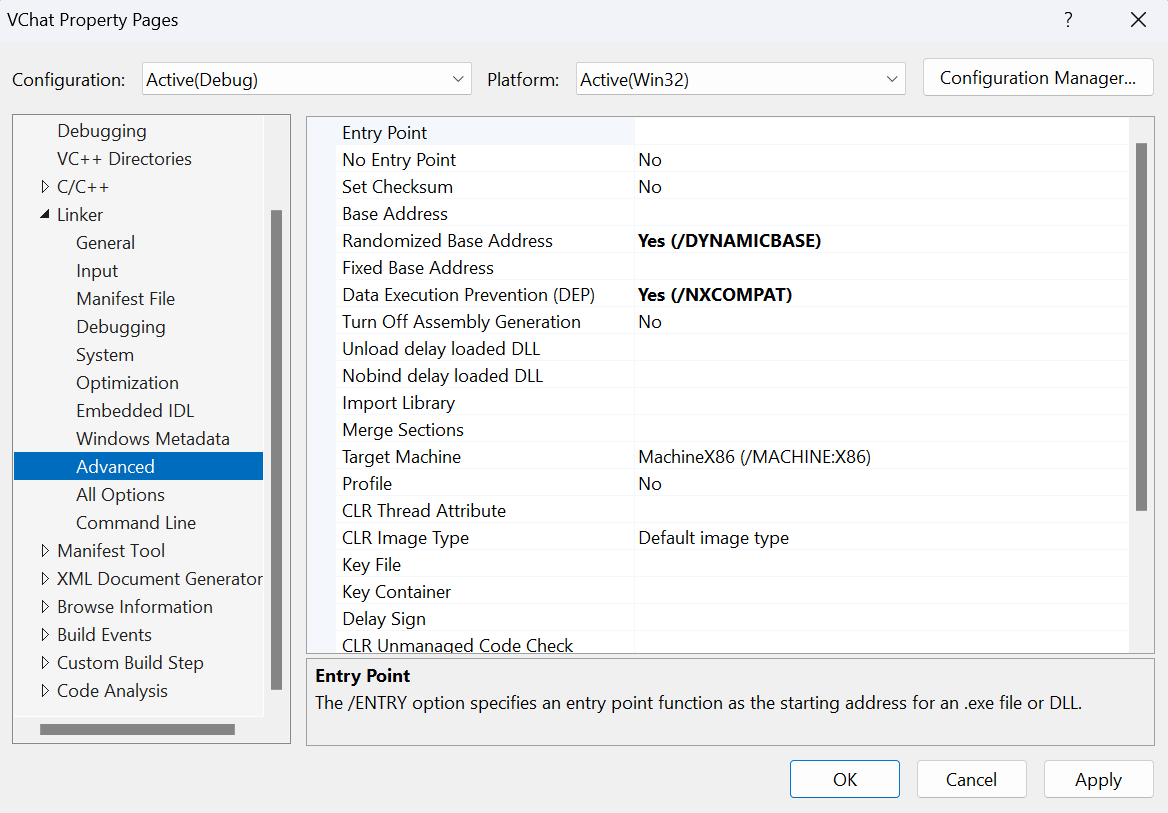 VChat Property Pages ?
Configuration: Active(Debug) Platform: Active(Win32) Configuration Manager...
Debugging
VC++ Directories
C/C++
Linker
General
Input
Manifest File
Debugging
System
Optimization
Embedded IDL
Windows Metadata
Advanced
All Options
Command Line
Manifest Tool
XML Document Generator
Browse Information
Build Events
Custom Build Step
Code Analysis
Entry Point
No Entry Point No
Set Checksum No
Base Address
Randomized Base Address Yes (/DYNAMICBASE)
Fixed Base Address
Data Execution Prevention (DEP) Yes (/NXCOMPAT)
Turn Off Assembly Generation No
Unload delay loaded DLL
Nobind delay loaded DLL
Import Library
Merge Sections
Target Machine MachineX86 (/MACHINE:X86)
Profile No
CLR Thread Attribute
CLR Image Type Default image type
Key File
Key Container
Delay Sign
CLR Unmanaged Code Check
Entry Point
The /ENTRY option specifies an entry point function as the starting address for an .exe file or DLL.
OK Cancel Apply